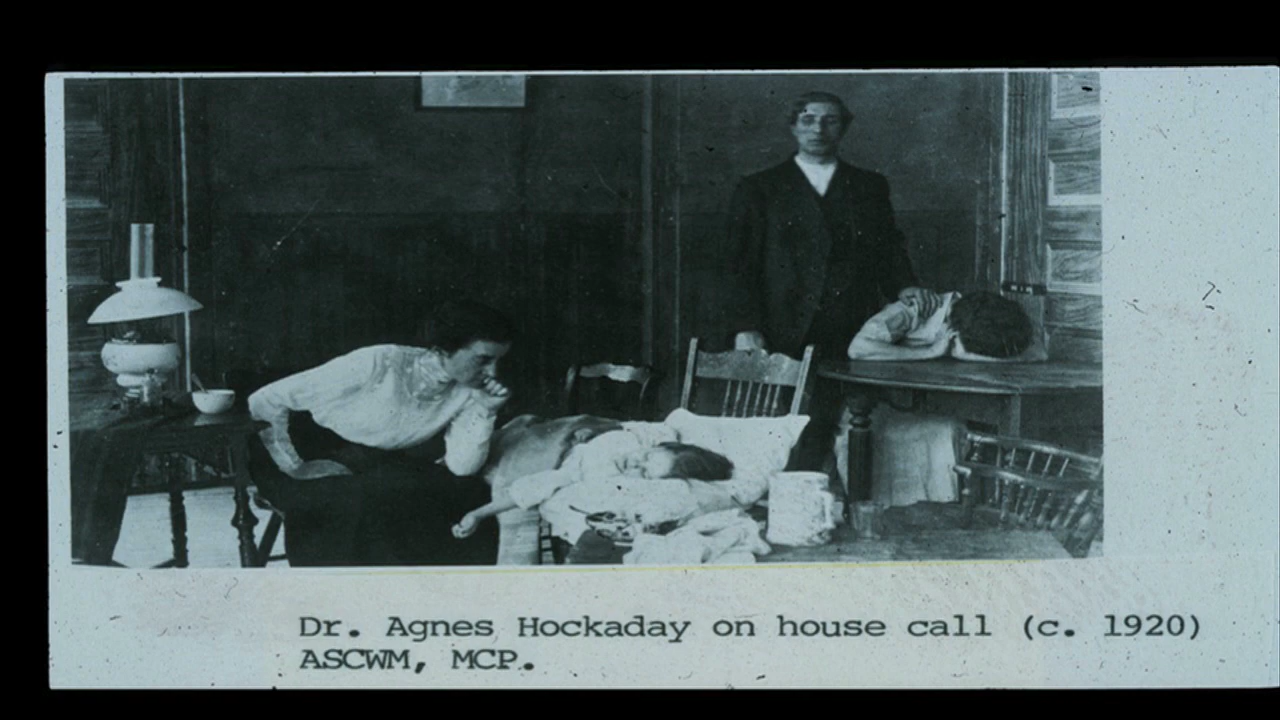 Dr. Agnes Hockaday on house call (c. 1920)
ASCWM, MCP.